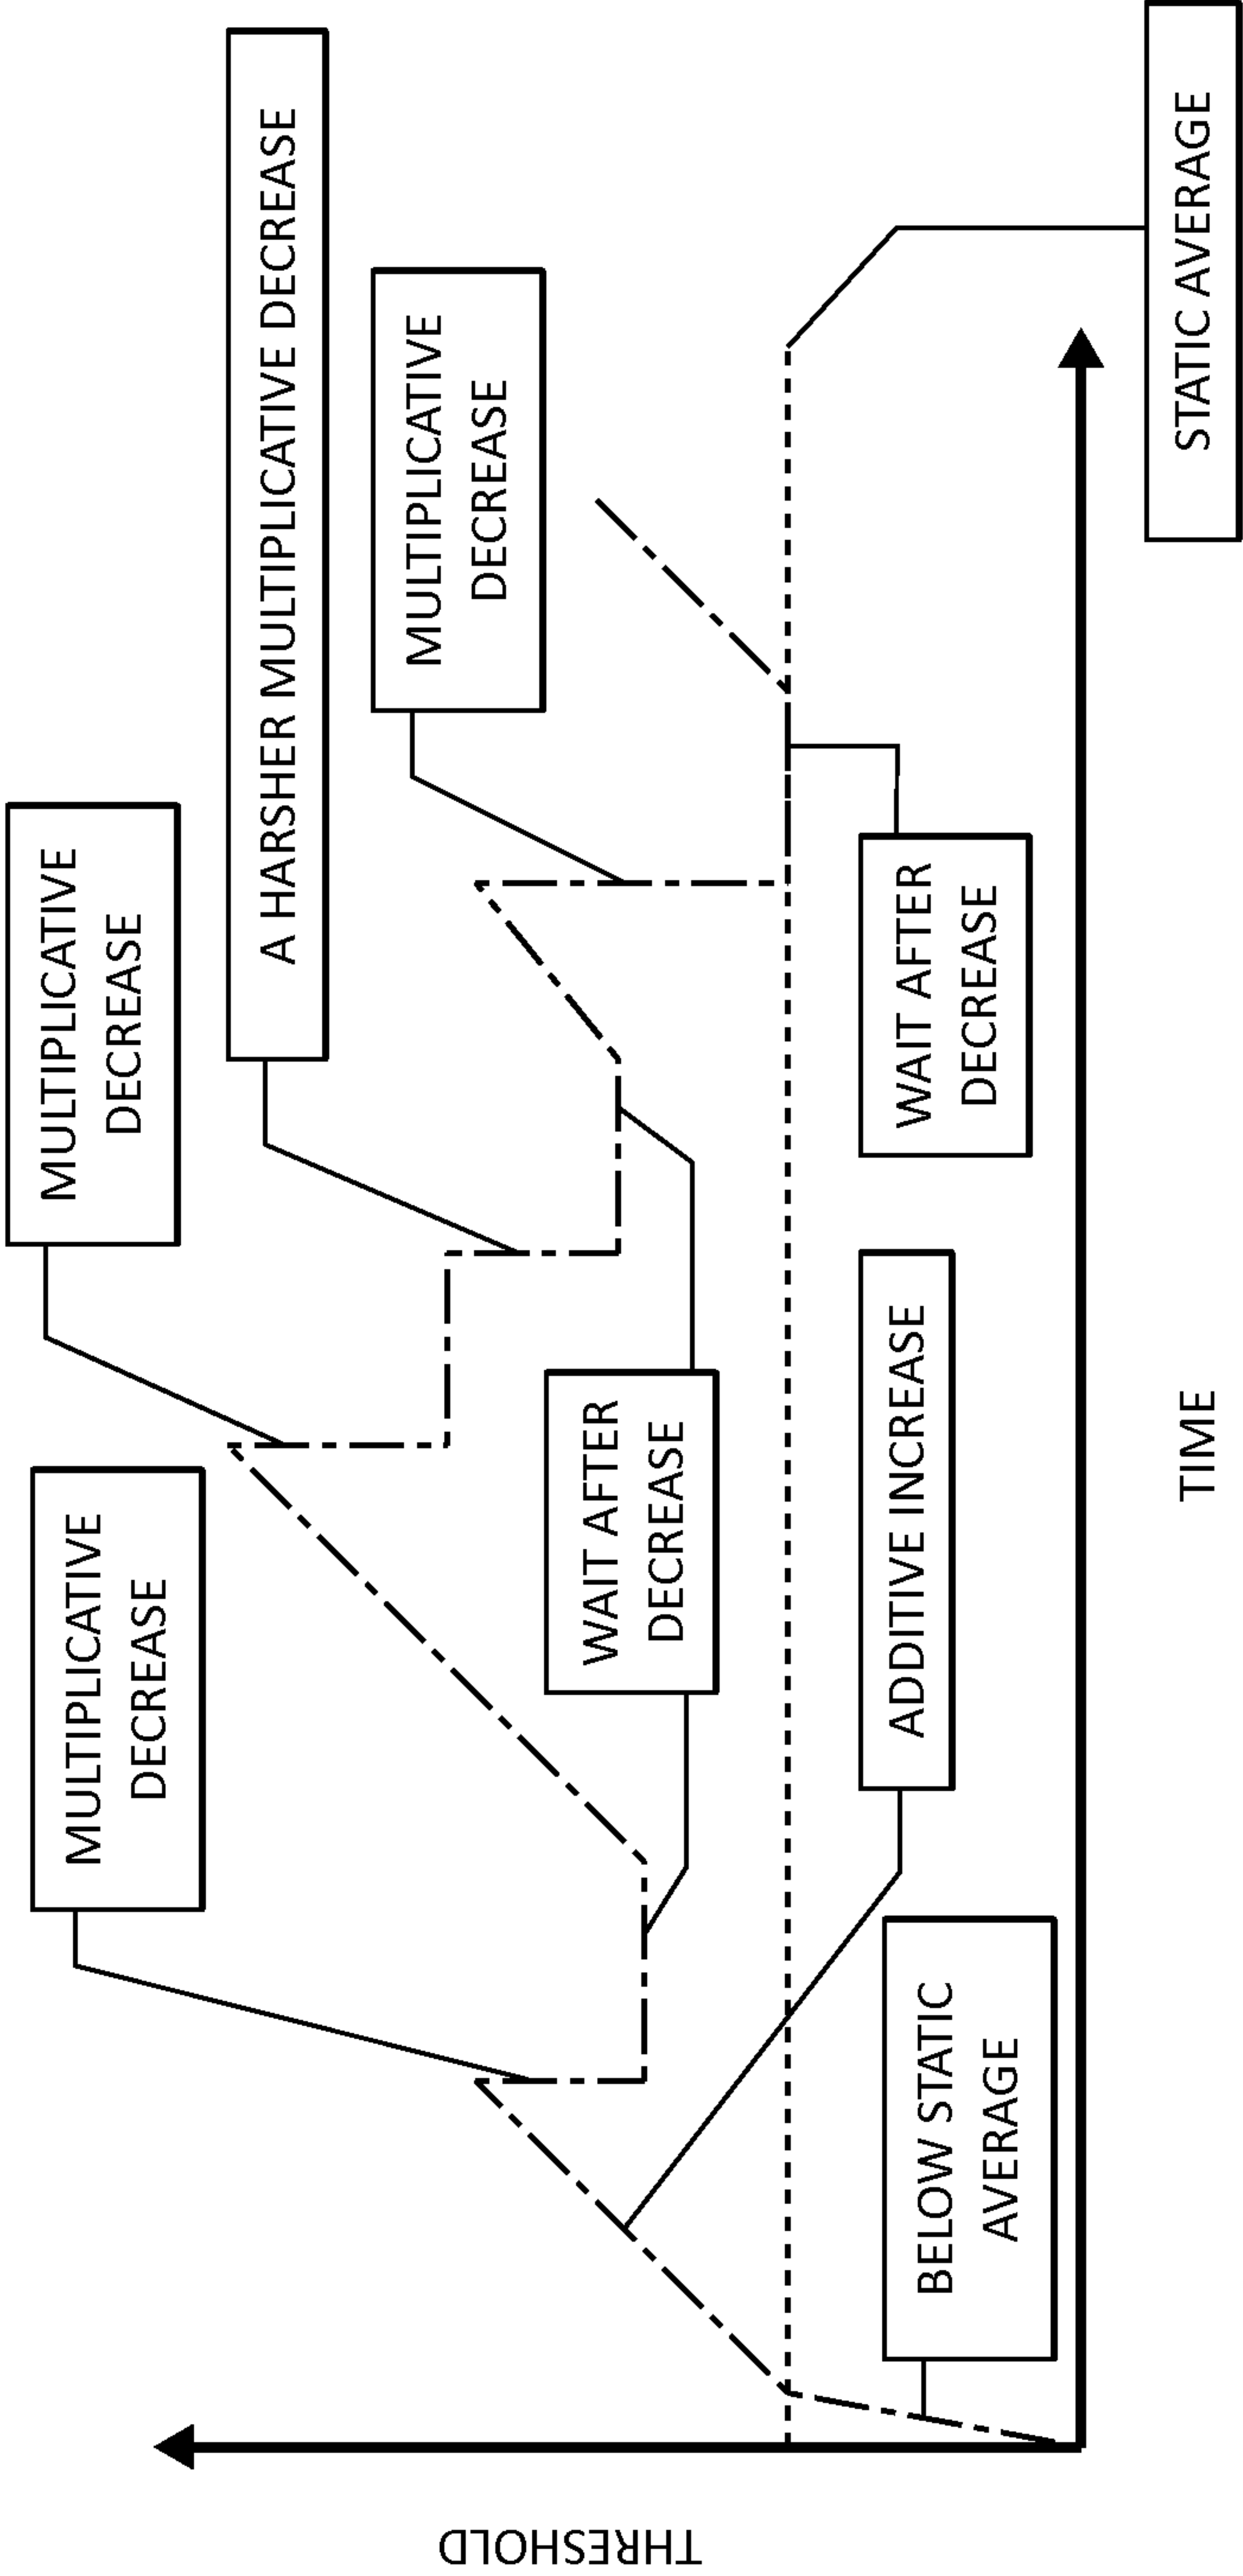 MULTIPLICATIVE
DECREASE
MULTIPLICATIVE
DECREASE
A HARSHER MULTIPLICATIVE DECREASE
MULTIPLICATIVE
DECREASE
WAIT AFTER
DECREASE
THRESHOLD
BELOW STATIC
AVERAGE
ADDITIVE INCREASE
WAIT AFTER
DECREASE
STATIC AVERAGE
TIME